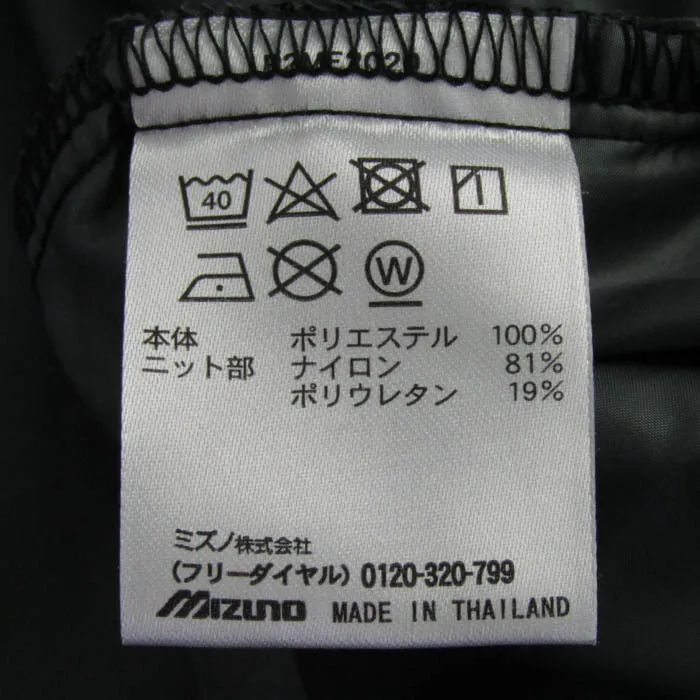 40
W
本体 ポリエステル 100%
ニット部 ナイロン 81%
ポリウレタン 19%
ミズノ株式会社
(フリーダイヤル) 0120-320-799
MIZUNO MADE IN THAILAND